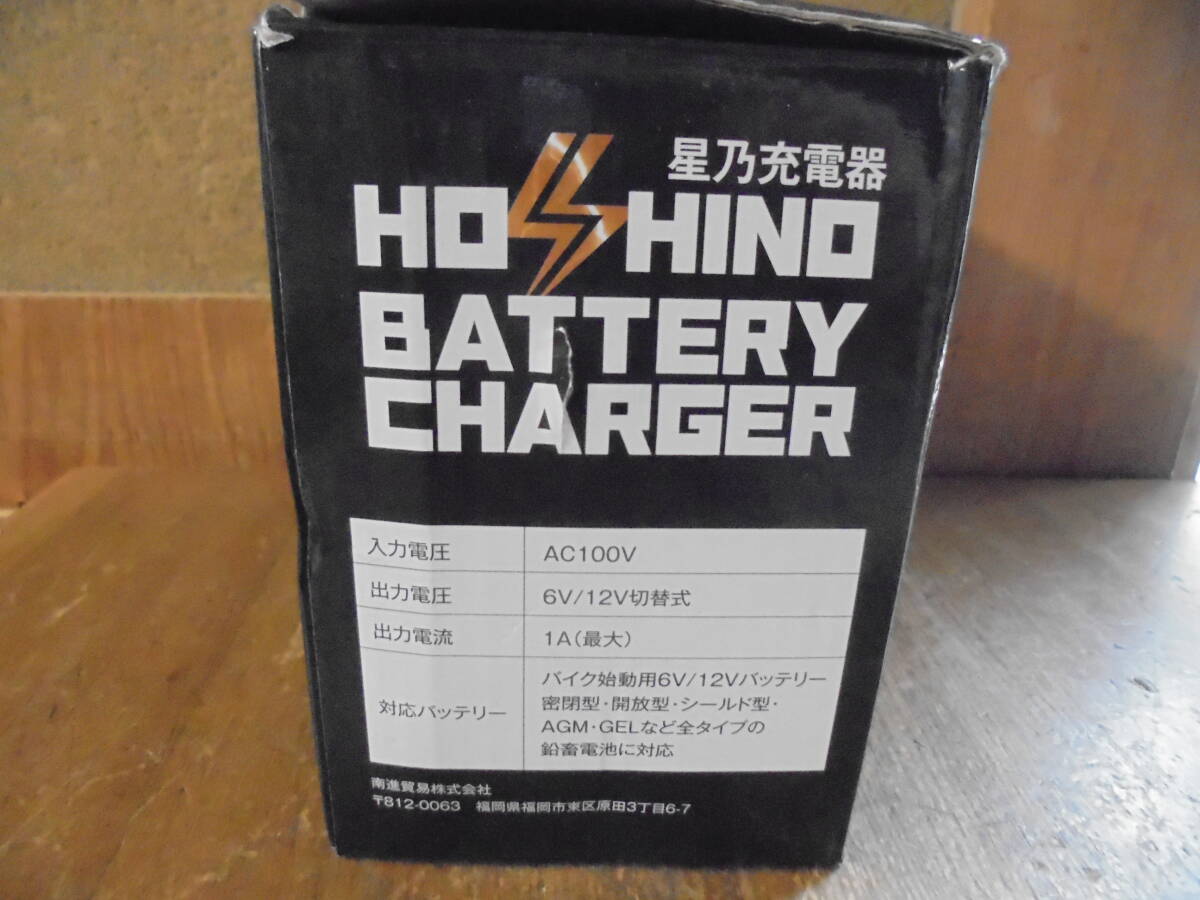 星乃充電器
HOSHINO
BATTERY
CHARGER
入力電圧 AC100V
出力電圧 6V/12V切替式
出力電流 1A(最大)
対応バッテリー バイク始動用6V/12Vバッテリー
密閉型・開放型・シールド型・
AGM・GELなど全タイプの
鉛畜電池に対応
南進貿易株式会社
〒812-0063 福岡県福岡市東区原田3丁目6-7